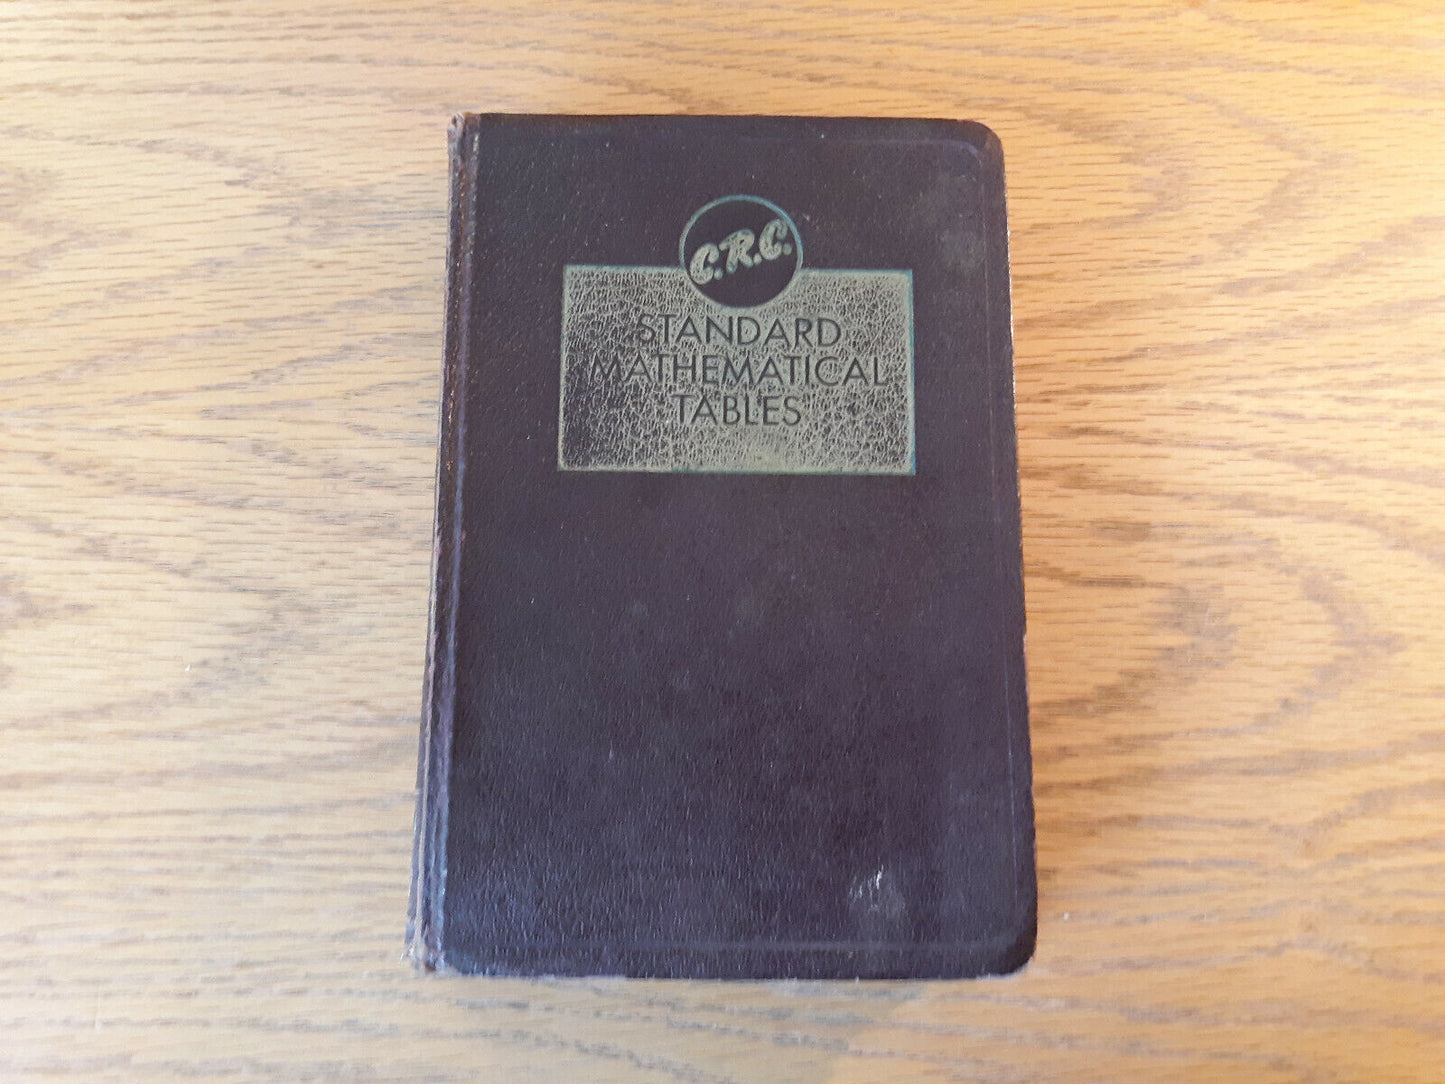 C.R.C.
STANDARD
MATHEMATICAL
TABLES